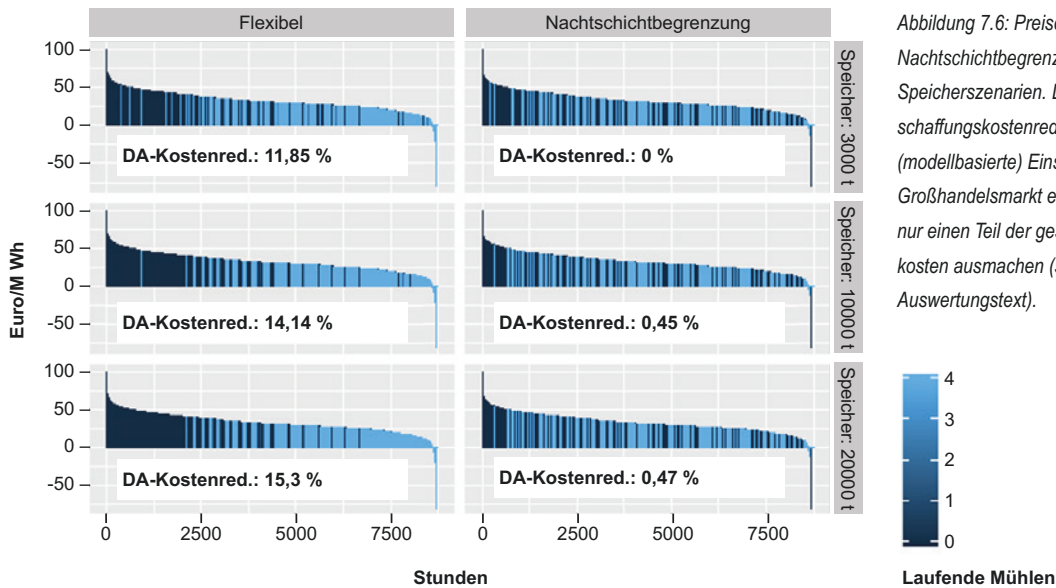 Flexibel
Nachtschichtbegrenzung
100
50
0
-50
DA-Kostenred.: 11,85 %
DA-Kostenred.: 0 %
Speicher: 3000 t
100
50
0
-50
DA-Kostenred.: 14,14 %
DA-Kostenred.: 0,45 %
Speicher: 10000 t
100
50
0
-50
DA-Kostenred.: 15,3 %
DA-Kostenred.: 0,47 %
Speicher: 20000 t
Euro/M Wh
0
2500
5000
7500
0
2500
5000
7500
Stunden
Abbildung 7.6:
Nachtschichtbegrenz
Speicherszenarien.
schaffungskostenred
(modellbasierte) Eins
Großhandelsmarkt e
nur einen Teil der ge
kosten ausmachen
Auswertungstext).
4
3
2
1
0
Laufende Mühlen